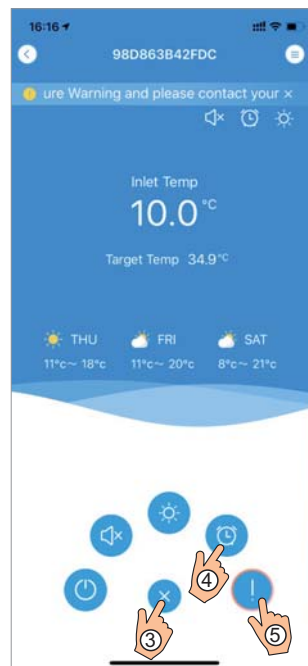 16:16
98D863B42FDC
ure Warning and please contact your ×
Inlet Temp
10.0°C
Target Temp 34.9°C
THU FRI SAT
11°c~ 18°c 11°c~ 20°c 8°c~ 21°c
④
③ ⑤